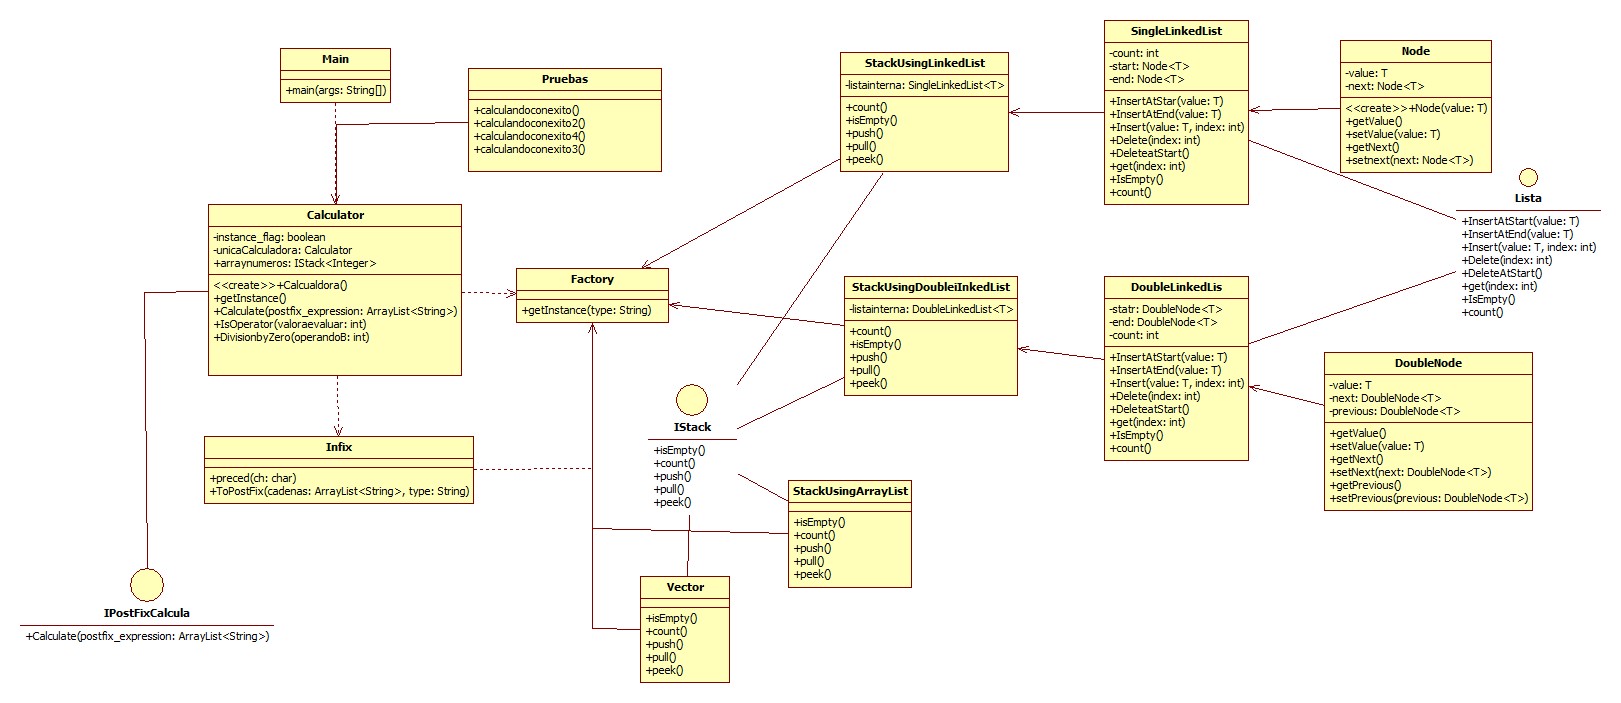 Main
+main(args: String[])
Pruebas
+calculandoconexito()
+calculandoconexito2()
+calculandoconexito4()
+calculandoconexito3()
StackUsingLinkedList
-listainterna: SingleLinkedList<T>
+count()
+isEmpty()
+push()
+pull()
+peek()
SingleLinkedList
-count: int
-start: Node<T>
-end: Node<T>
+InsertAtStar(value: T)
+InsertAtEnd(value: T)
+Insert(value: T, index: int)
+Delete(index: int)
+DeleteatStart()
+get(index: int)
+IsEmpty()
+count()
Node
-value: T
-next: Node<T>
<<create>>+Node(value: T)
+getValue()
+setValue(value: T)
+getNext()
+setnext(next: Node<T>)
Lista
+InsertAtStart(value: T)
+InsertAtEnd(value: T)
+Insert(value: T, index: int)
+Delete(index: int)
+DeleteAtStart()
+get(index: int)
+IsEmpty()
+count()
Calculator
-instance_flag: boolean
-unicaCalculadora: Calculator
+arraynumeros: IStack<Integer>
<<create>>+Calcualdora()
+getInstance()
+Calculate(postfix_expression: ArrayList<String>)
+IsOperator(valoraevaluar: int)
+DivisionbyZero(operandoB: int)
Factory
+getInstance(type: String)
StackUsingDoubleiInkedList
-listainterna: DoubleLinkedList<T>
+count()
+isEmpty()
+push()
+pull()
+peek()
DoubleLinkedLis
-statr: DoubleNode<T>
-end: DoubleNode<T>
-count: int
+InsertAtStart(value: T)
+InsertAtEnd(value: T)
+Insert(value: T, index: int)
+Delete(index: int)
+DeleteatStart()
+get(index: int)
+IsEmpty()
+count()
DoubleNode
-value: T
-next: DoubleNode<T>
-previous: DoubleNode<T>
+getValue()
+setValue(value: T)
+getNext()
+setNext(next: DoubleNode<T>)
+getPrevious()
+setPrevious(previous: DoubleNode<T>)
Infix
+preced(ch: char)
+ToPostFix(cadenas: ArrayList<String>, type: String)
IStack
+isEmpty()
+count()
+push()
+pull()
+peek()
StackUsingArrayList
+isEmpty()
+count()
+push()
+pull()
+peek()
IPostFixCalcula
+Calculate(postfix_expression: ArrayList<String>)
Vector
+isEmpty()
+count()
+push()
+pull()
+peek()